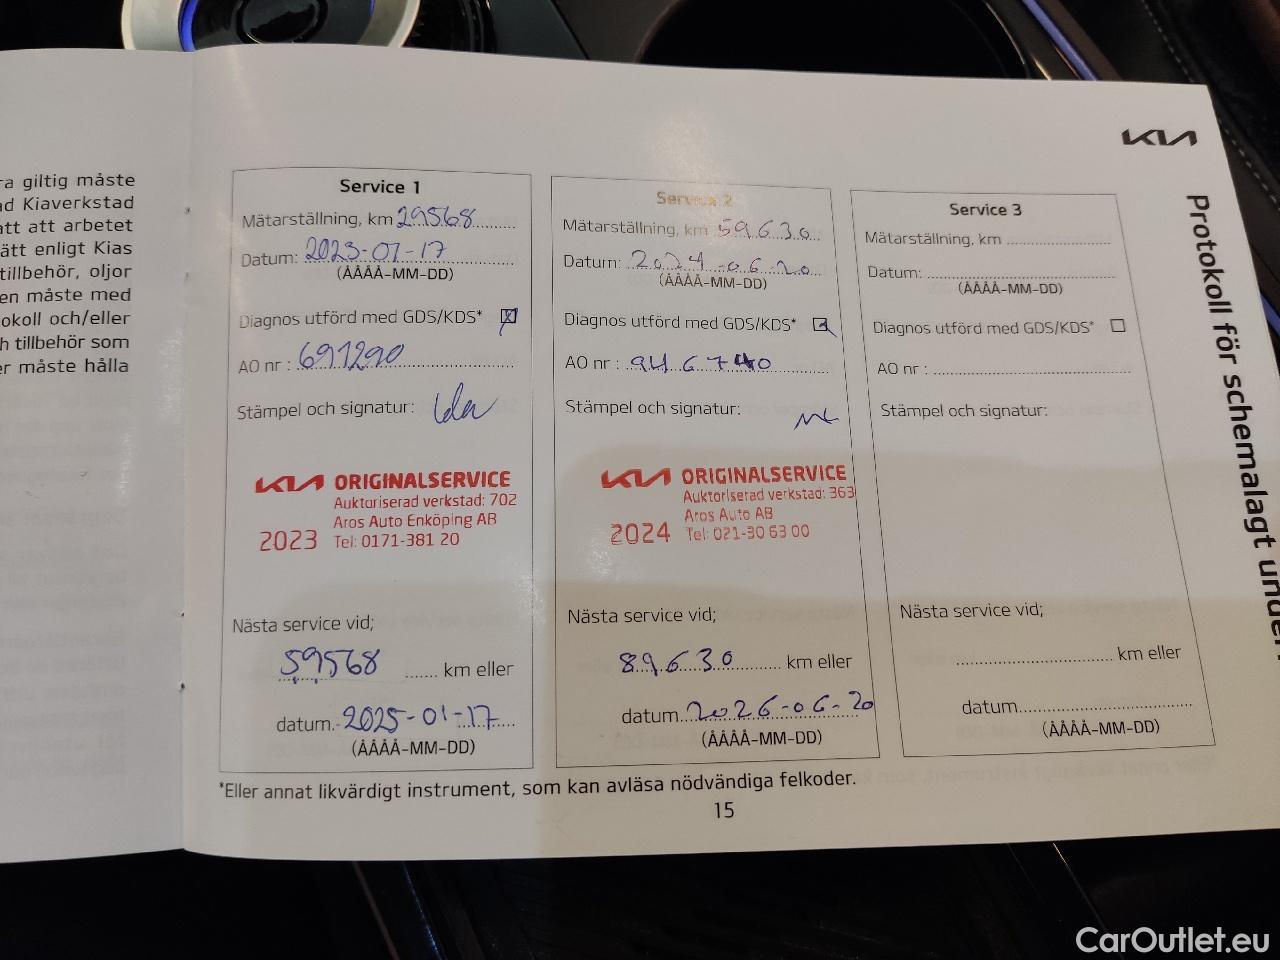 ra giltig måste
ad Kiaverkstad
att att arbetet
ätt enligt Kias
tillbehör, oljor
en måste med
okoll och/eller
h tillbehör som
er måste hålla
KIA
Protokoll för schemalagt under
Service 1
Mätarställning, km 29568
Datum: 2023-01-17
(ÅÅÅÅ-MM-DD)
Diagnos utförd med GDS/KDS*
AO nr : 691290
Stämpel och signatur:
KIA ORIGINALSERVICE
Auktoriserad verkstad: 702
Aros Auto Enköping AB
2023 Tel: 0171-381 20
Nästa service vid;
59568 km eller
datum. 2025-01-17
(ÅÅÅÅ-MM-DD)
Service 2
Mätarställning, km 59630
Datum: 2024-06-20
(ÅÅÅÅ-MM-DD)
Diagnos utförd med GDS/KDS*
AO nr : 946740
Stämpel och signatur:
KIA ORIGINALSERVICE
Auktoriserad verkstad: 363
Aros Auto AB
2024 Tel: 021-30 63 00
Nästa service vid;
89630 km eller
datum. 2026-06-20
(ÅÅÅÅ-MM-DD)
Service 3
Mätarställning, km
Datum:
(ÅÅÅÅ-MM-DD)
Diagnos utförd med GDS/KDS*
AO nr :
Stämpel och signatur:
Nästa service vid;
km eller
datum.
(ÅÅÅÅ-MM-DD)
*Eller annat likvärdigt instrument, som kan avläsa nödvändiga felkoder.
15
CarOutlet.eu